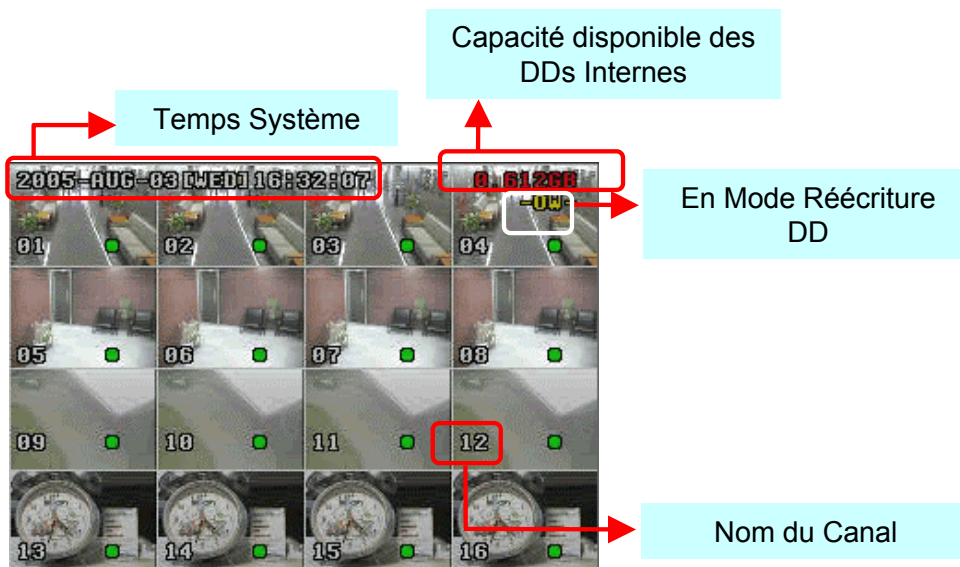 Capacité disponible des
DDs Internes
Temps Système
2005-AUG-03[WED]16:32:07
0.612GB
-OW-
En Mode Réécriture
DD
01 02 03 04
05 06 07 08
09 10 11 12
13 14 15 16
Nom du Canal